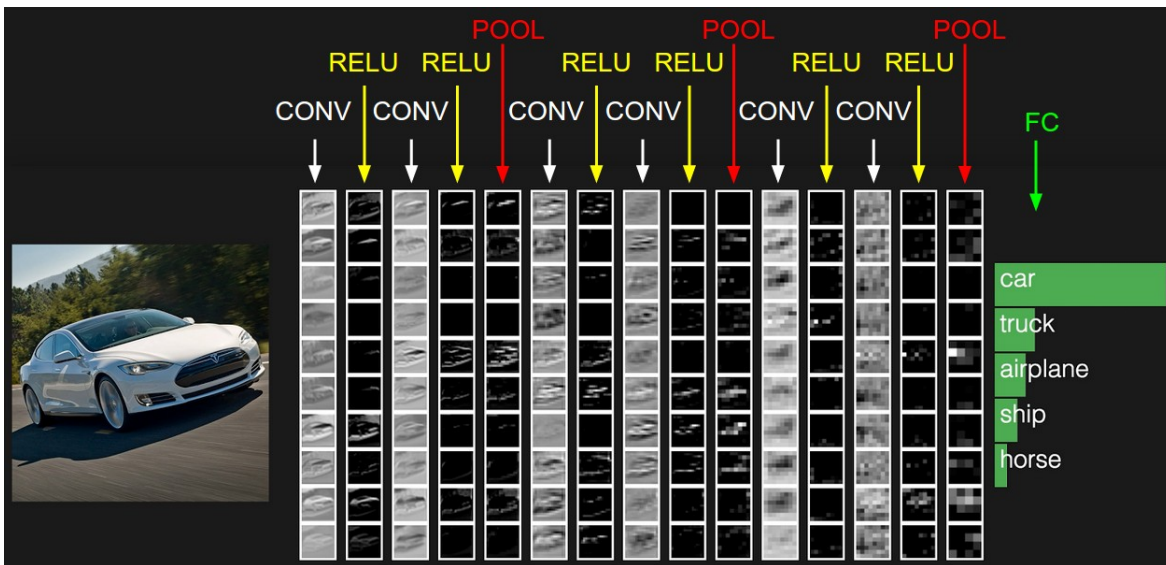 POOL POOL POOL
RELU RELU RELU RELU RELU RELU
CONV CONV CONV CONV CONV CONV
FC
car
truck
airplane
ship
horse